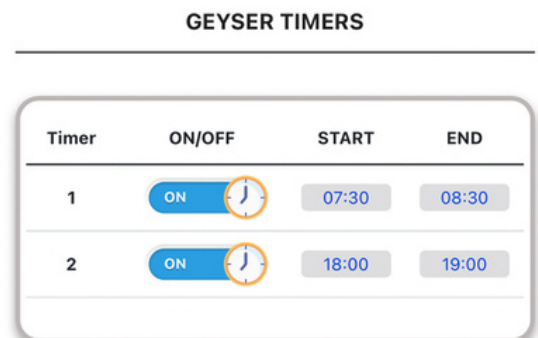 GEYSER TIMERS
Timer ON/OFF START END
1 ON 07:30 08:30
2 ON 18:00 19:00